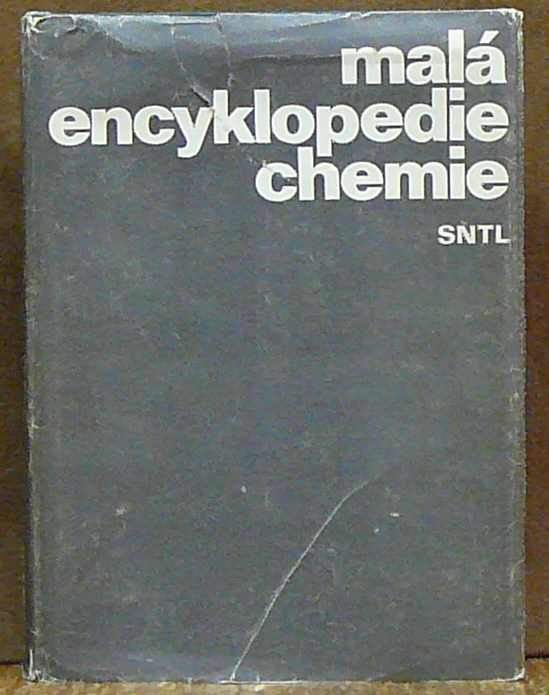 malá
encyklopedie
chemie
SNTL